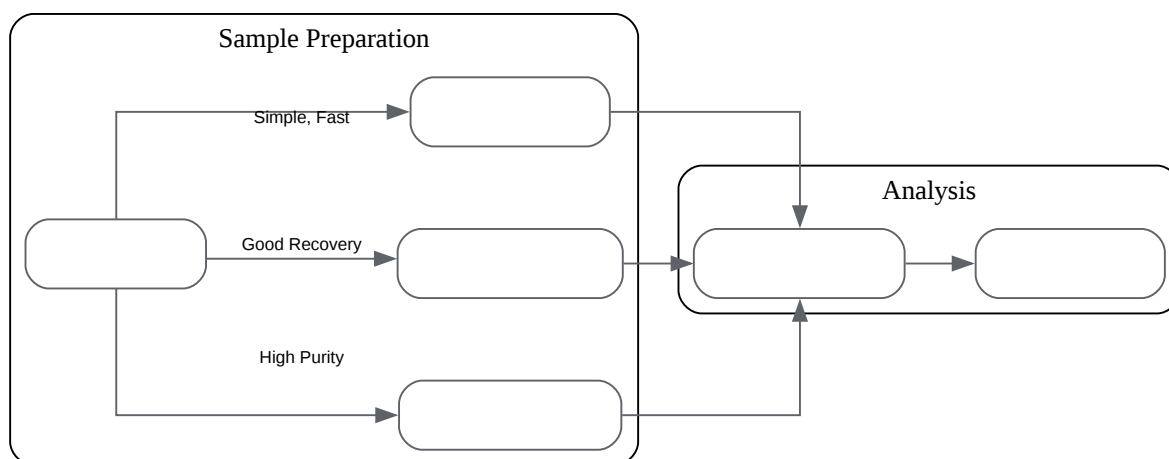 Sample Preparation
Simple, Fast
Analysis
Good Recovery
High Purity